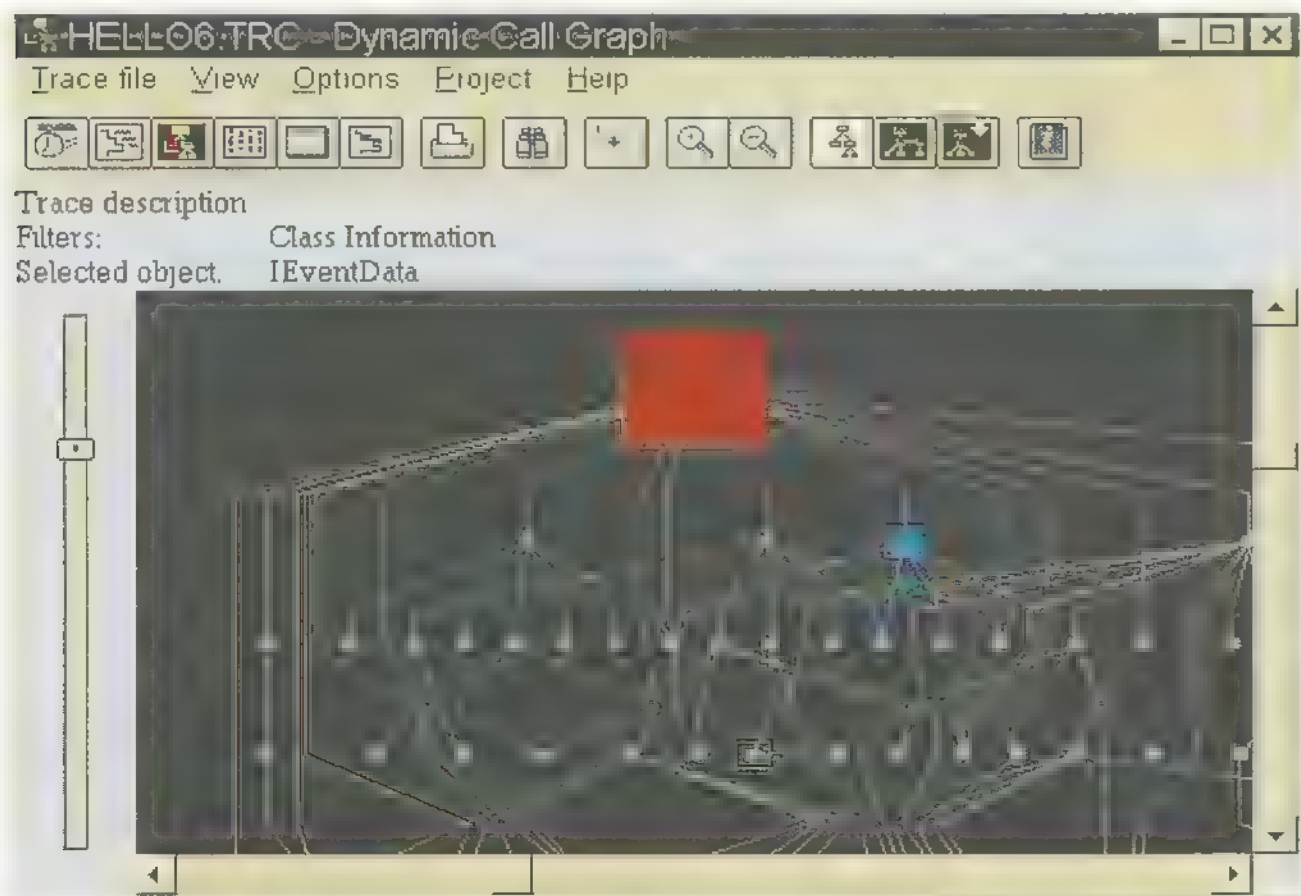 HELLO6.TRC - Dynamic Call Graph
Trace file View Options Project Help
Trace description
Filters: Class Information
Selected object. IEventData